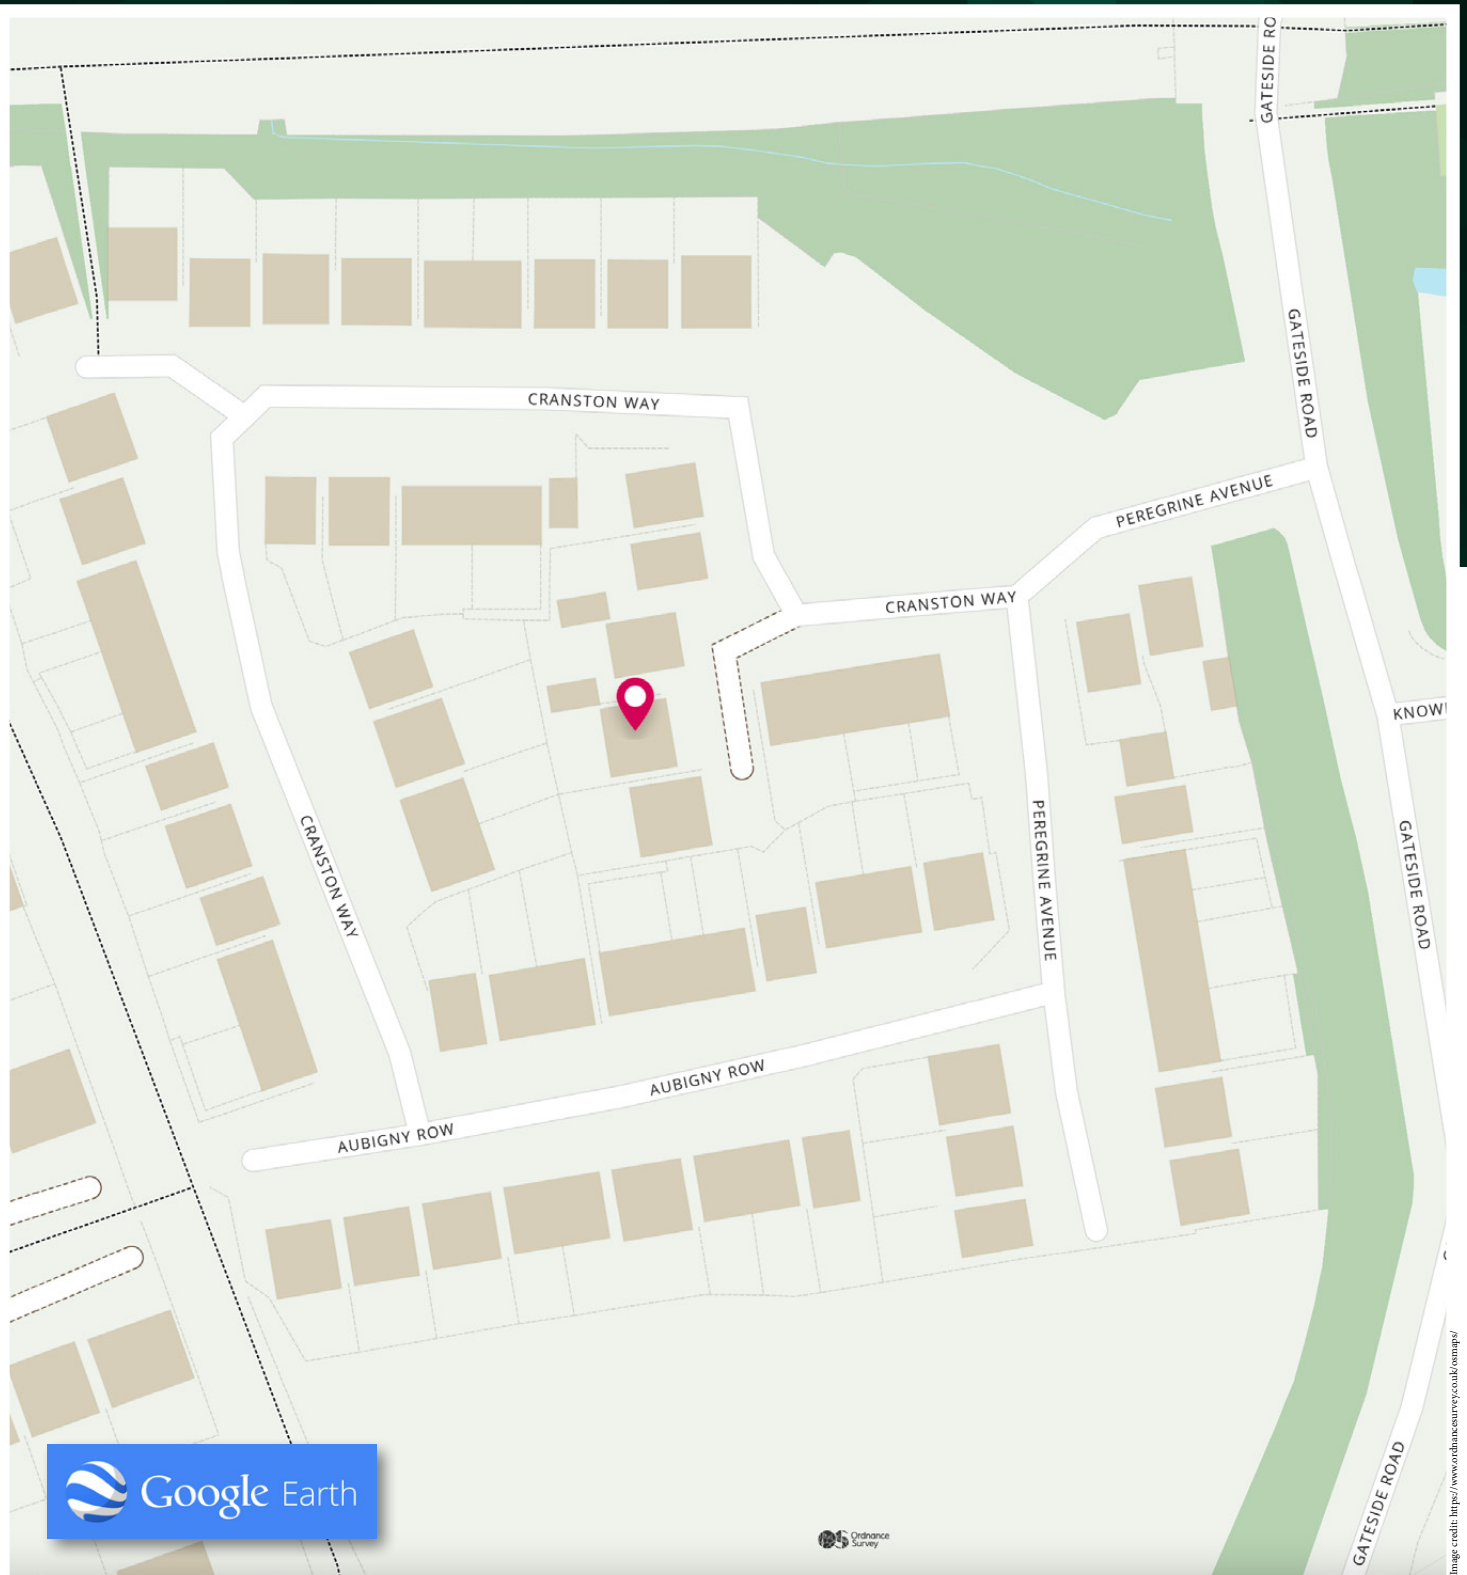 GATESIDE RO
GATESIDE ROAD
CRANSTON WAY
PEREGRINE AVENUE
CRANSTON WAY
KNOW
CRANSTON WAY
PEREGRINE AVENUE
GATESIDE ROAD
AUBIGNY ROW
AUBIGNY ROW
GATESIDE ROAD
Google Earth
Ordnance
Survey
Image credit: https://www.ordnancesurvey.co.uk/osmaps/